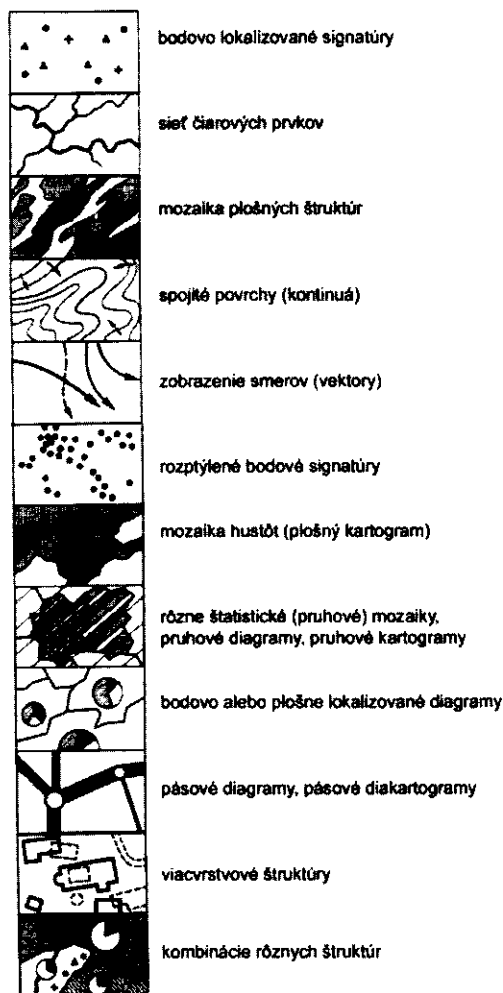 bodovo lokalizované signatúry
sieť čiarových prvkov
mozaika plošných štruktúr
spojité povrchy (kontinuá)
zobrazenie smerov (vektory)
rozptýlené bodové signatúry
mozaika hustôt (plošný kartogram)
rôzne štatistické (pruhové) mozaiky,
pruhové diagramy, pruhové kartogramy
bodovo alebo plošne lokalizované diagramy
pásové diagramy, pásové diakartogramy
viacvrstvové štruktúry
kombinácie rôznych štruktúr